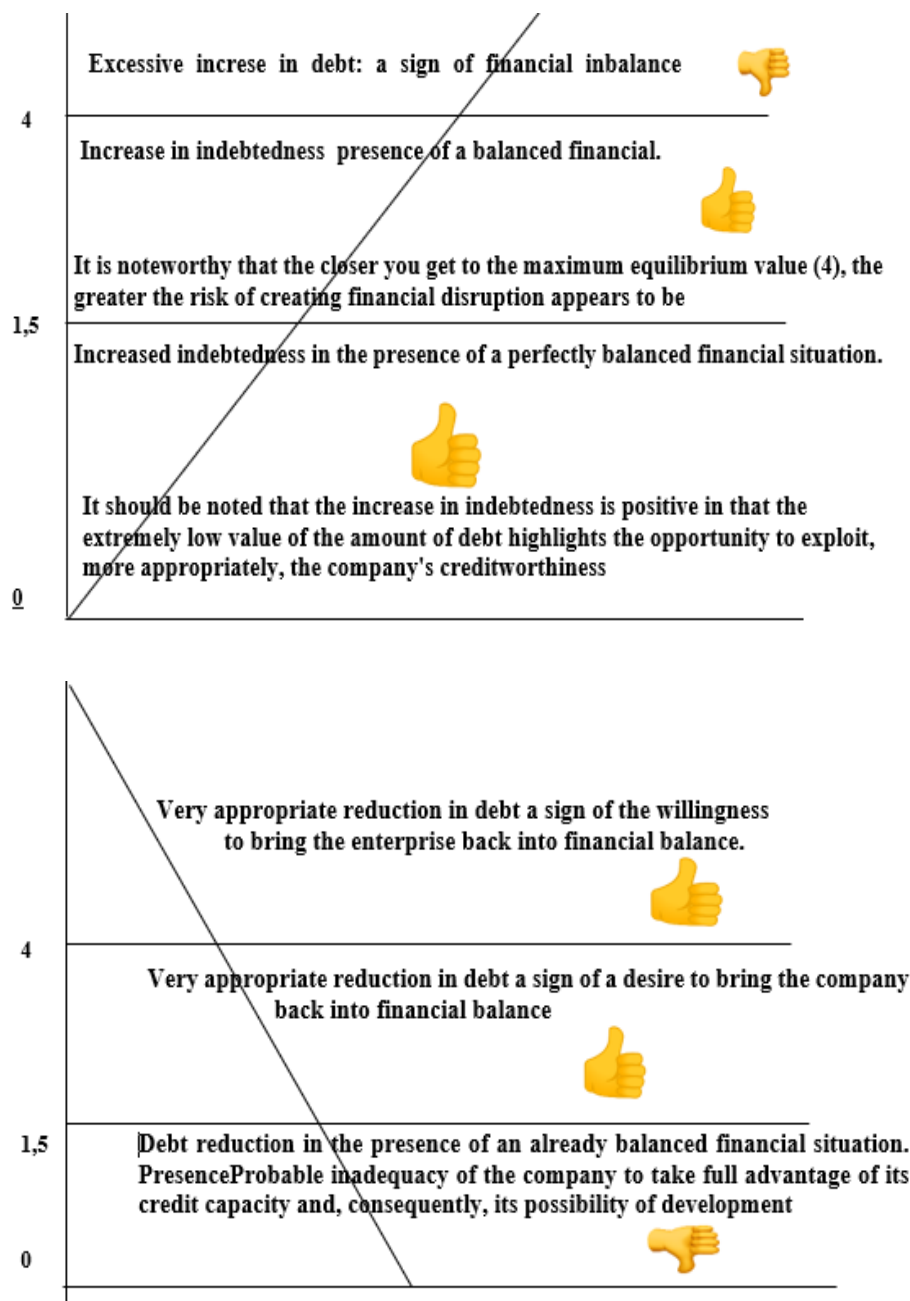 Excessive increse in debt: a sign of financial inbalance
4
Increase in indebtedness presence of a balanced financial.
It is noteworthy that the closer you get to the maximum equilibrium value (4), the
greater the risk of creating financial disruption appears to be
1,5
Increased indebtedness in the presence of a perfectly balanced financial situation.
It should be noted that the increase in indebtedness is positive in that the
extremely low value of the amount of debt highlights the opportunity to exploit,
more appropriately, the company's creditworthiness
0
Very appropriate reduction in debt a sign of the willingness
to bring the enterprise back into financial balance.
4
Very appropriate reduction in debt a sign of a desire to bring the company
back into financial balance
1,5
Debt reduction in the presence of an already balanced financial situation.
PresenceProbable inadequacy of the company to take full advantage of its
credit capacity and, consequently, its possibility of development
0